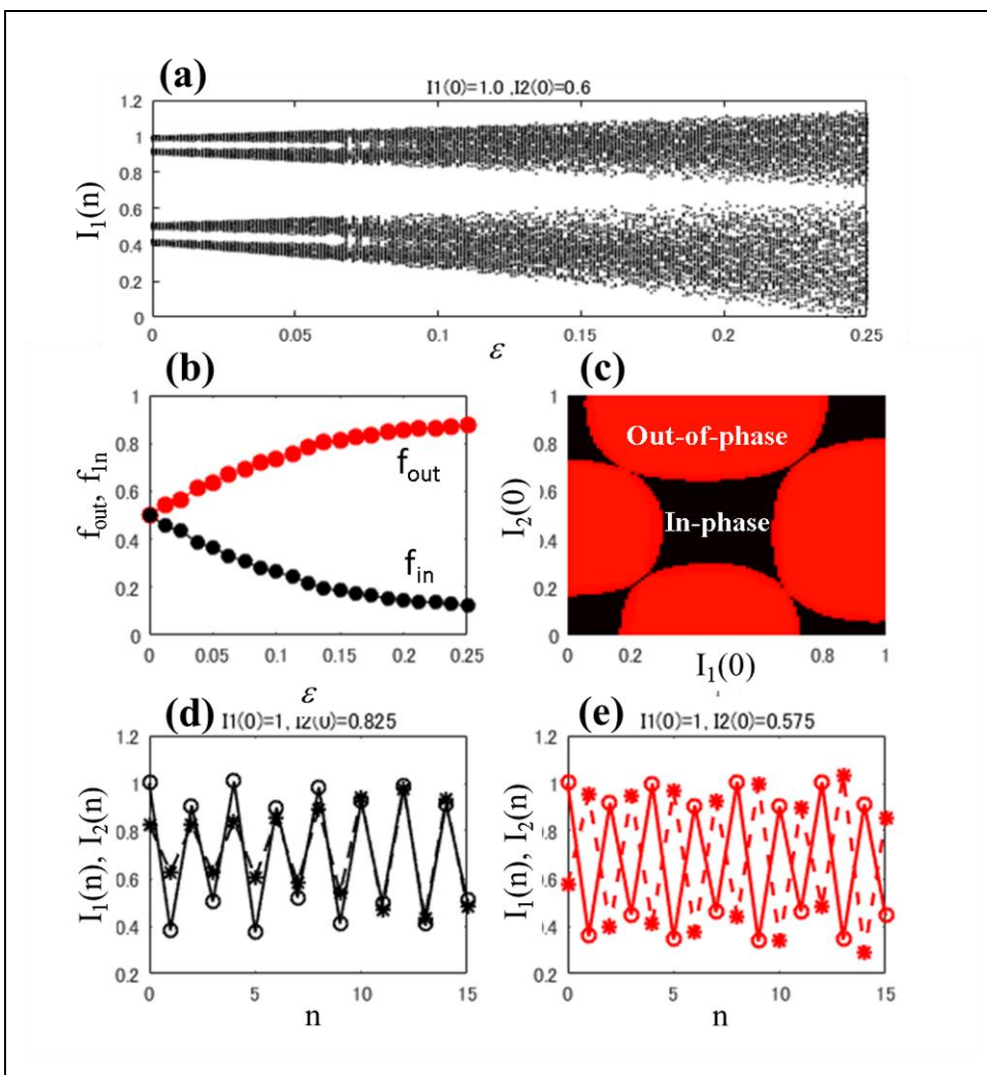 (a)
I1(0)=1.0 ,I2(0)=0.6
I₁(n)
1.2
1
0.8
0.6
0.4
0.2
0
0 0.05 0.1 0.15 0.2 0.25
ε
(b)
f_out, f_In
1
0.8
0.6
0.4
0.2
0
f_out
f_in
0 0.05 0.1 0.15 0.2 0.25
ε
(c)
I₂(0)
1
0.8
0.6
0.4
0.2
0
Out-of-phase
In-phase
0 0.2 0.8 1
I₁(0)
(d)
I1(0)=1, I2(0)=0.825
I₁(n), I₂(n)
1.2
1
0.8
0.6
0.4
0.2
0 5 10 15
n
(e)
I1(0)=1, I2(0)=0.575
I₁(n), I₂(n)
1.2
1
0.8
0.6
0.4
0.2
0 5 10 15
n